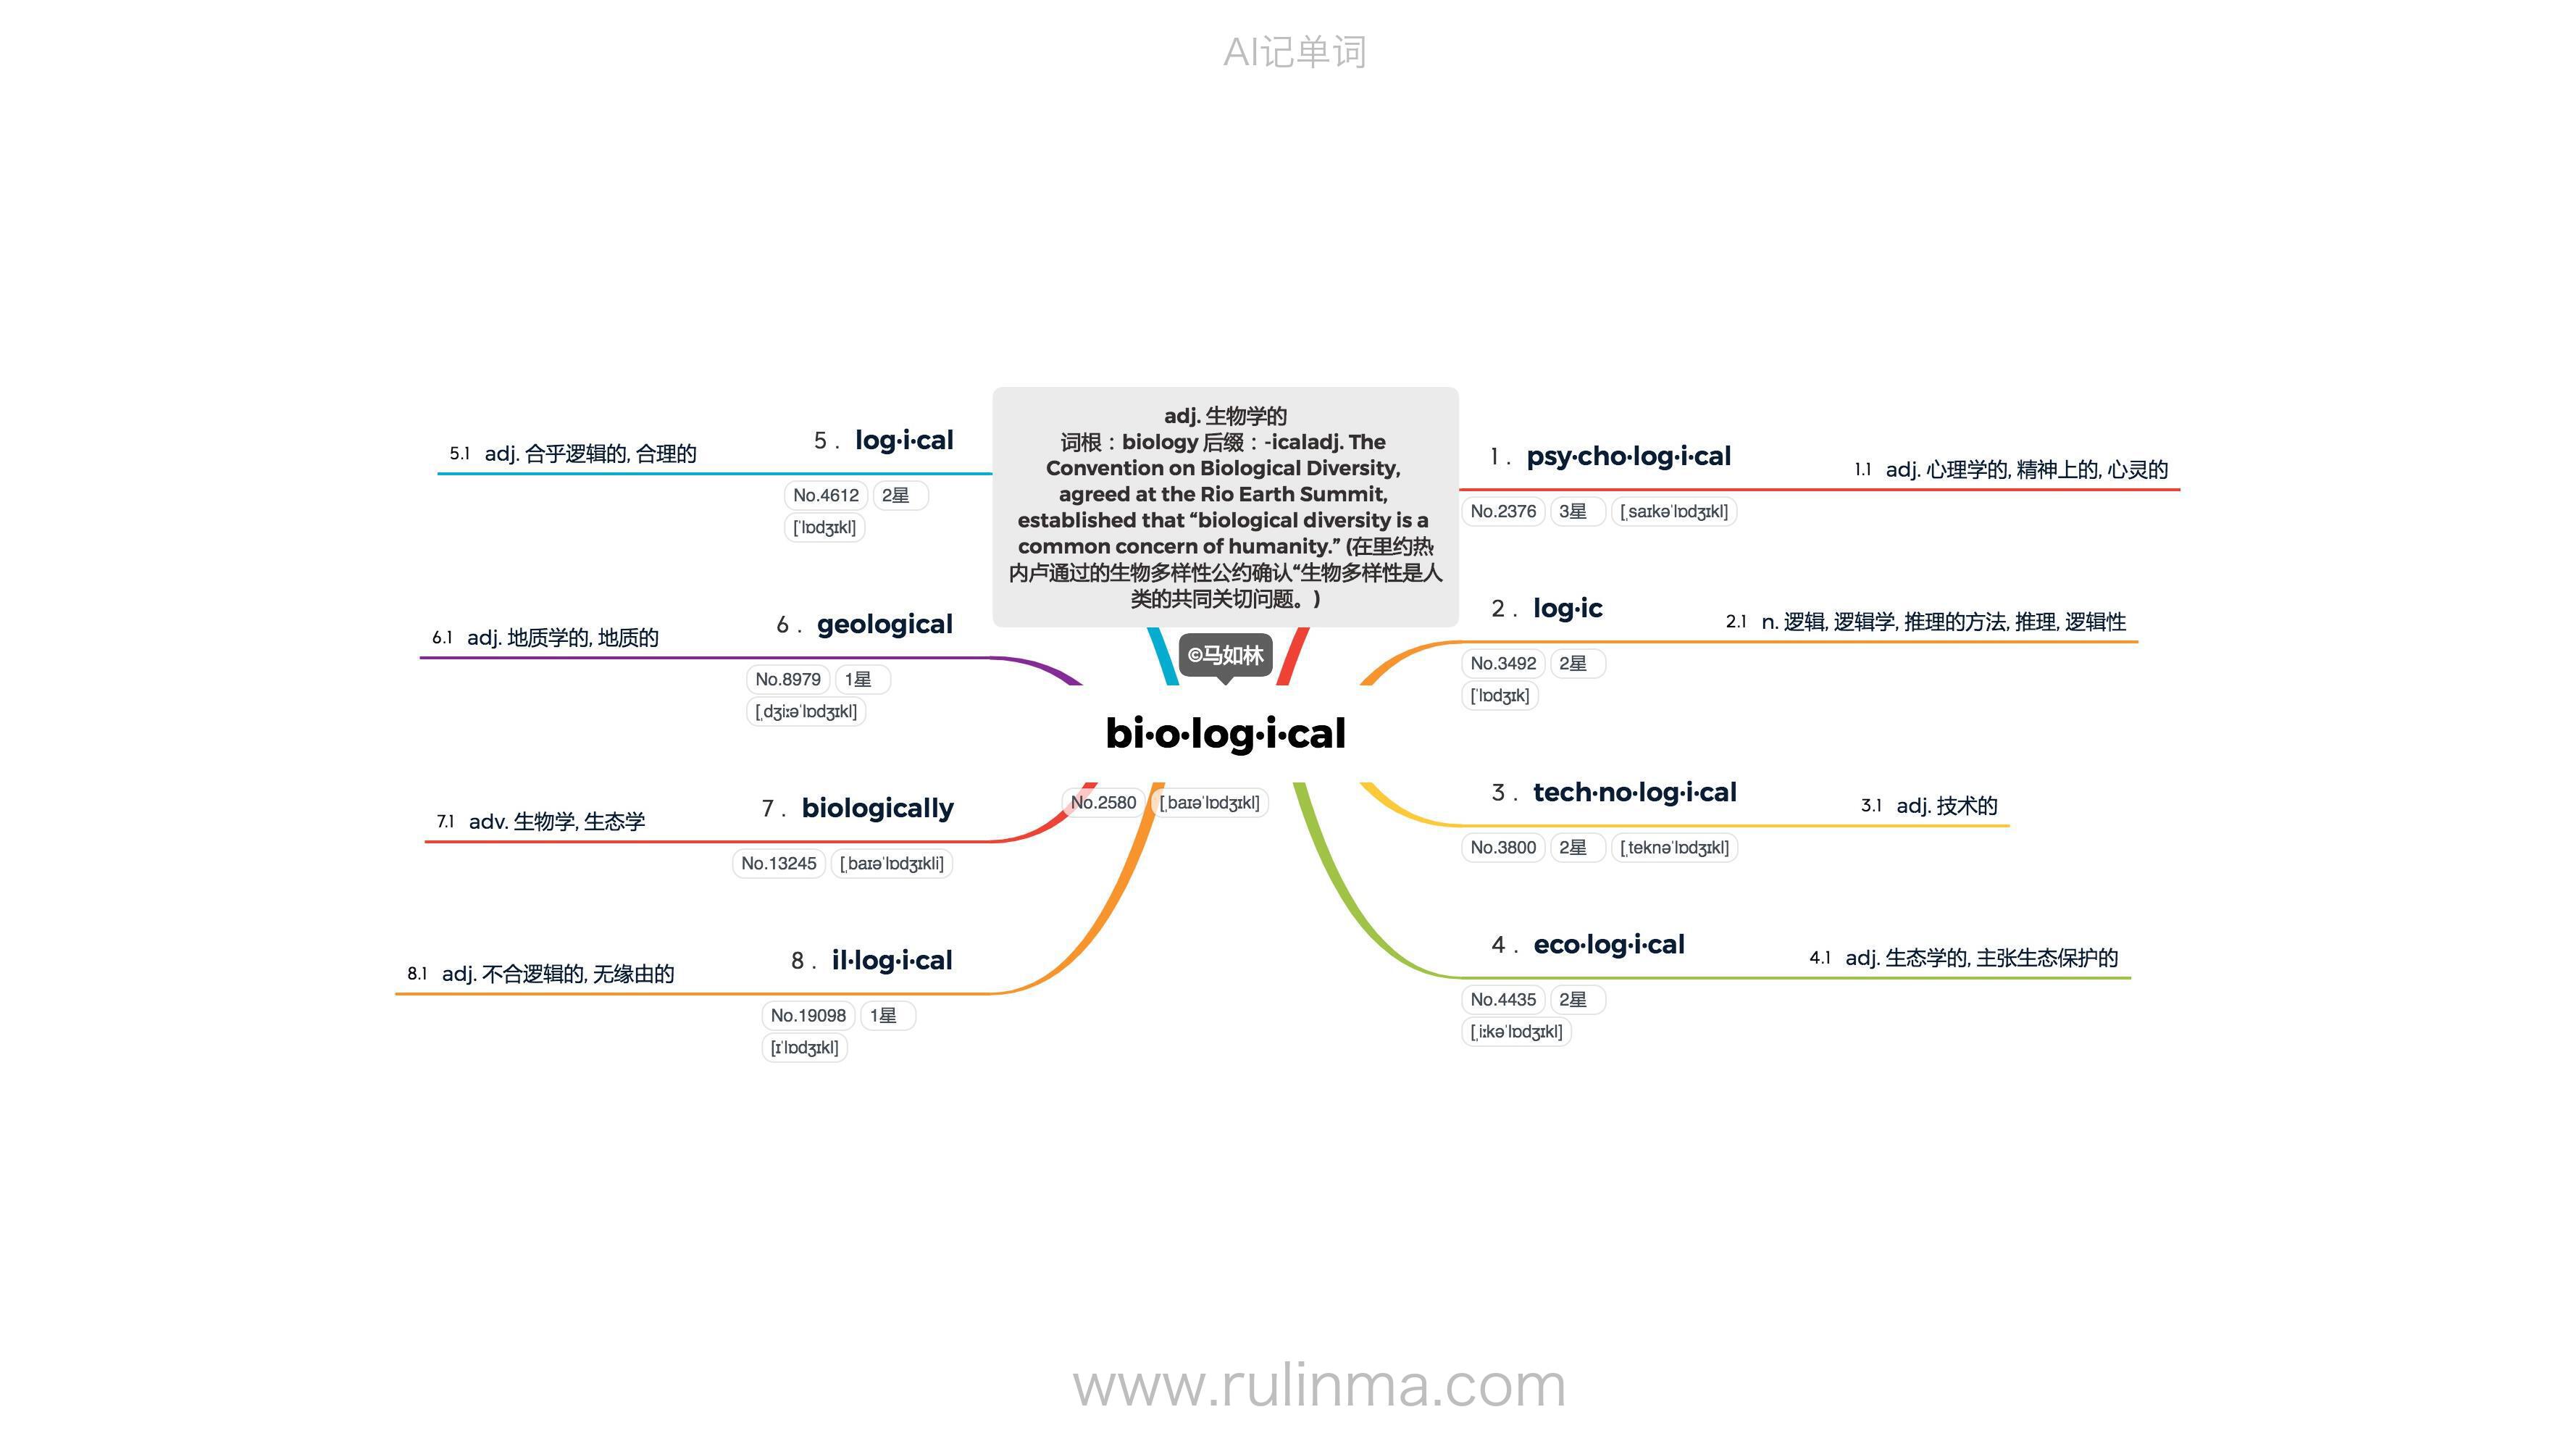 AI记单词
adj. 生物学的
词根：biology 后缀：-icaladj. The
Convention on Biological Diversity,
agreed at the Rio Earth Summit,
established that “biological diversity is a
common concern of humanity.” (在里约热
内卢通过的生物多样性公约确认“生物多样性是人
类的共同关切问题。)
©马如林
bi·o·log·i·cal
No.2580 [ˌbaɪəˈlɒdʒɪkl]
1 . psy·cho·log·i·cal
1.1 adj. 心理学的, 精神上的, 心灵的
No.2376 3星 [ˌsaɪkəˈlɒdʒɪkl]
2 . log·ic
2.1 n. 逻辑, 逻辑学, 推理的方法, 推理, 逻辑性
No.3492 2星
[ˈlɒdʒɪk]
3 . tech·no·log·i·cal
3.1 adj. 技术的
No.3800 2星 [ˌteknəˈlɒdʒɪkl]
4 . eco·log·i·cal
4.1 adj. 生态学的, 主张生态保护的
No.4435 2星
[ˌiːkəˈlɒdʒɪkl]
5 . log·i·cal
5.1 adj. 合乎逻辑的, 合理的
No.4612 2星
[ˈlɒdʒɪkl]
6 . geological
6.1 adj. 地质学的, 地质的
No.8979 1星
[ˌdʒiːəˈlɒdʒɪkl]
7 . biologically
7.1 adv. 生物学, 生态学
No.13245 [ˌbaɪəˈlɒdʒɪkli]
8 . il·log·i·cal
8.1 adj. 不合逻辑的, 无缘由的
No.19098 1星
[ɪˈlɒdʒɪkl]
www.rulinma.com